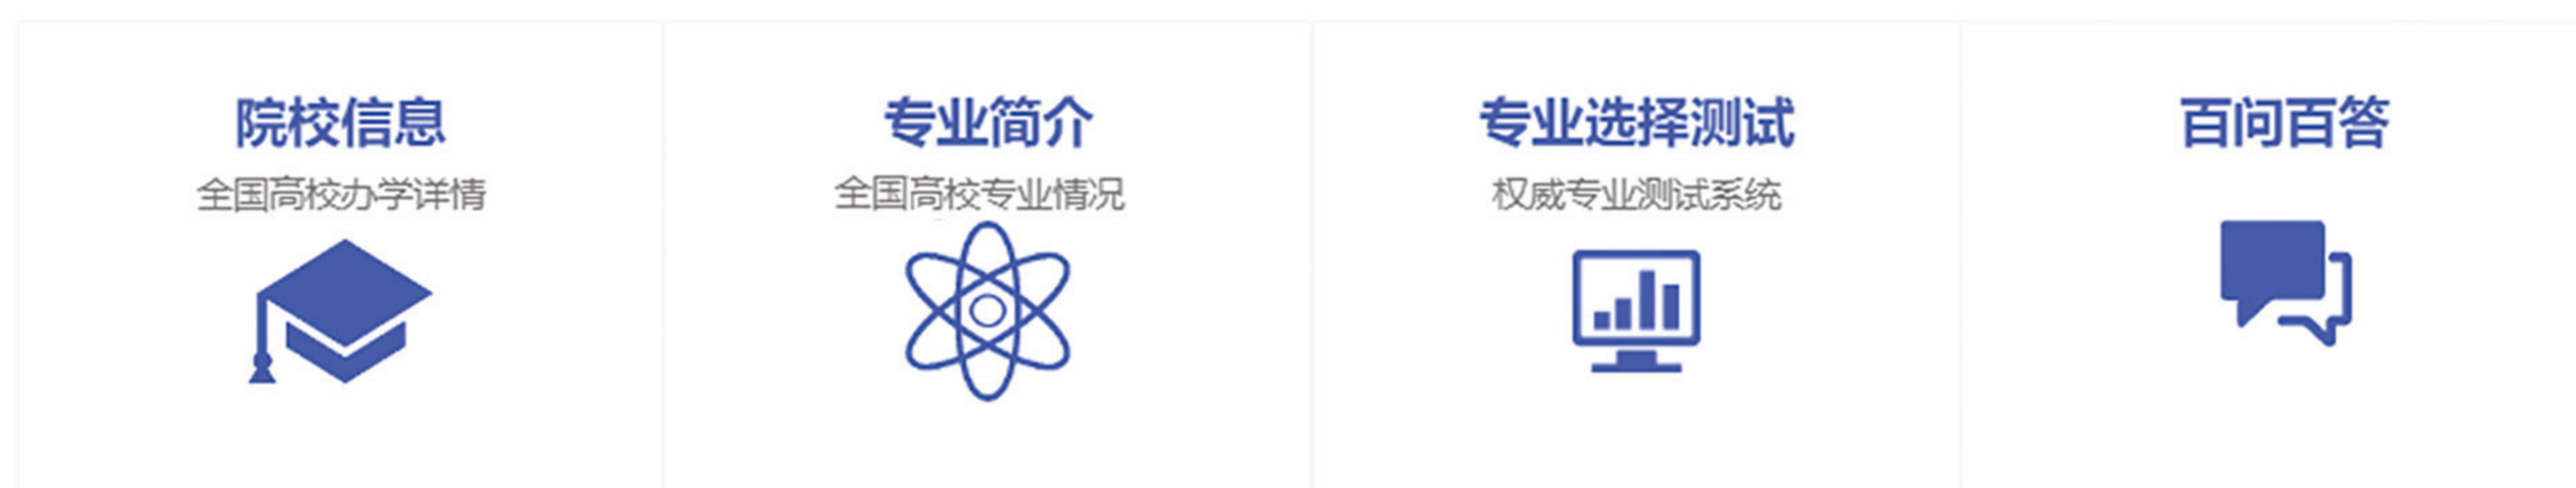 院校信息
全国高校办学详情
专业简介
全国高校专业情况
专业选择测试
权威专业测试系统
百问百答